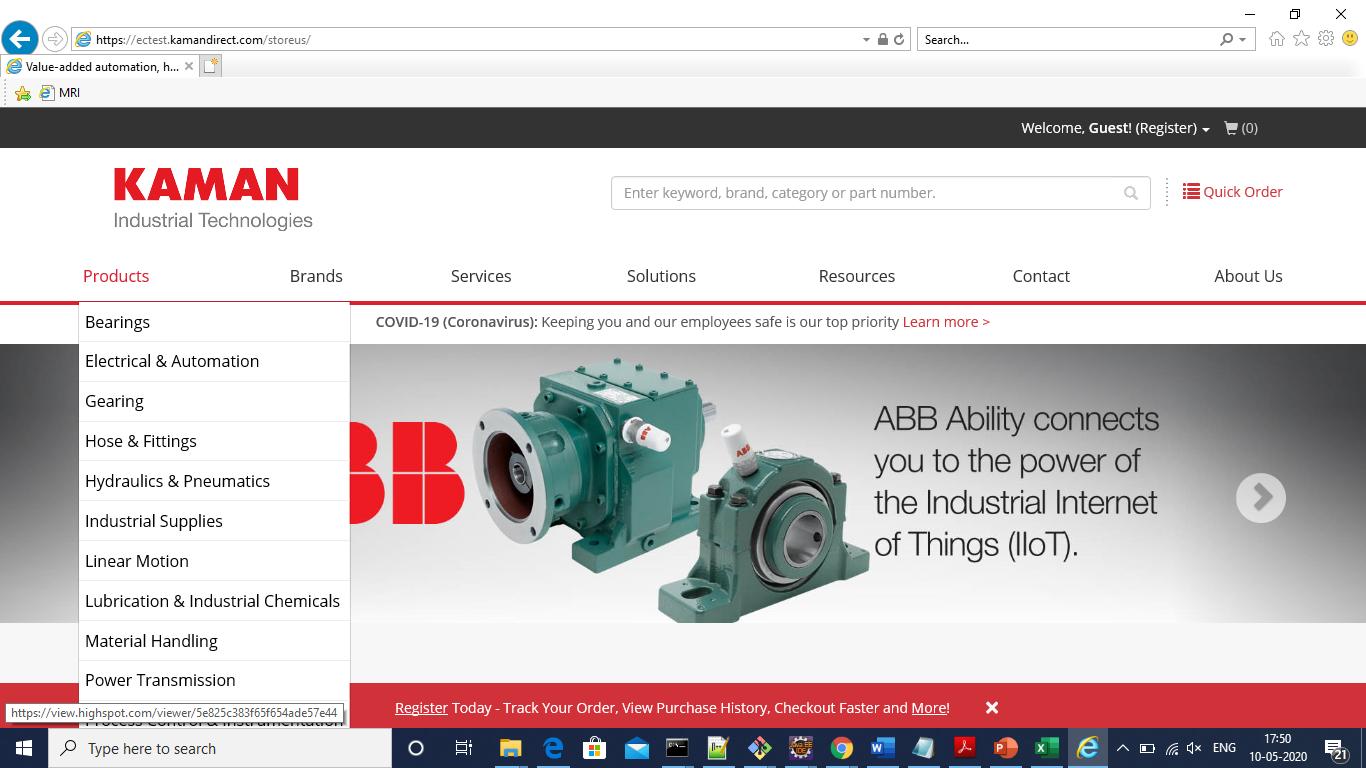 https://ectest.kamandirect.com/storeus/
Search...
Value-added automation, h...
MRI
Welcome, Guest! (Register)
(0)
KAMAN
Industrial Technologies
Enter keyword, brand, category or part number.
Quick Order
Products Brands Services Solutions Resources Contact About Us
COVID-19 (Coronavirus): Keeping you and our employees safe is our top priority Learn more >
Bearings
Electrical & Automation
Gearing
Hose & Fittings
Hydraulics & Pneumatics
Industrial Supplies
Linear Motion
Lubrication & Industrial Chemicals
Material Handling
Power Transmission
Process Control & Instrumentation
BB
ABB
ABB
ABB Ability connects
you to the power of
the Industrial Internet
of Things (IIoT).
https://view.highspot.com/viewer/5e825c383f65f654ade57e44
Register Today - Track Your Order, View Purchase History, Checkout Faster and More!
Type here to search
ENG
17:50
10-05-2020
21